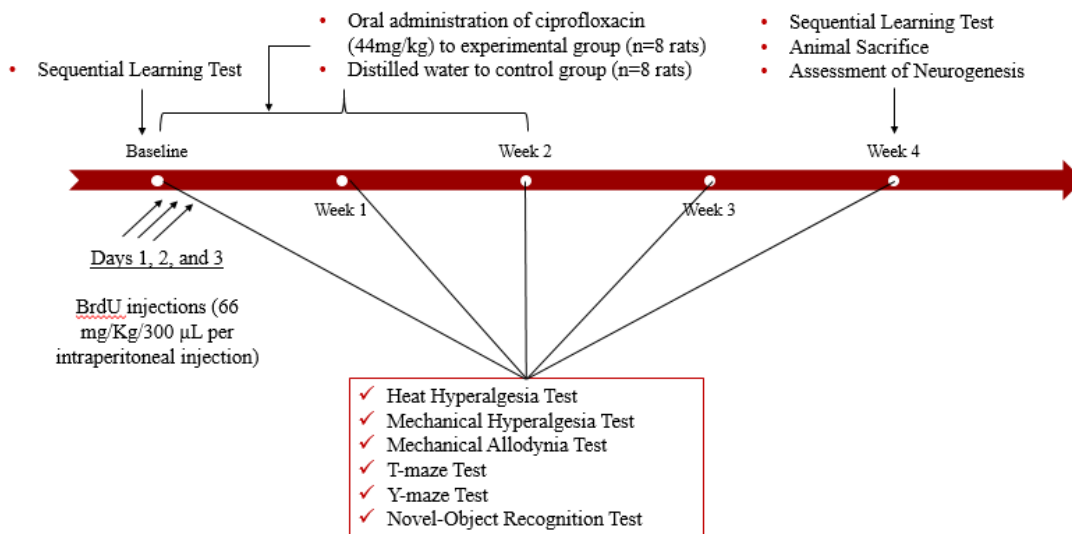 • Sequential Learning Test
• Oral administration of ciprofloxacin
(44mg/kg) to experimental group (n=8 rats)
• Distilled water to control group (n=8 rats)
• Sequential Learning Test
• Animal Sacrifice
• Assessment of Neurogenesis
Baseline
Week 2
Week 4
Week 1
Week 3
Days 1, 2, and 3
BrdU injections (66
mg/Kg/300 µL per
intraperitoneal injection)
✓ Heat Hyperalgesia Test
✓ Mechanical Hyperalgesia Test
✓ Mechanical Allodynia Test
✓ T-maze Test
✓ Y-maze Test
✓ Novel-Object Recognition Test